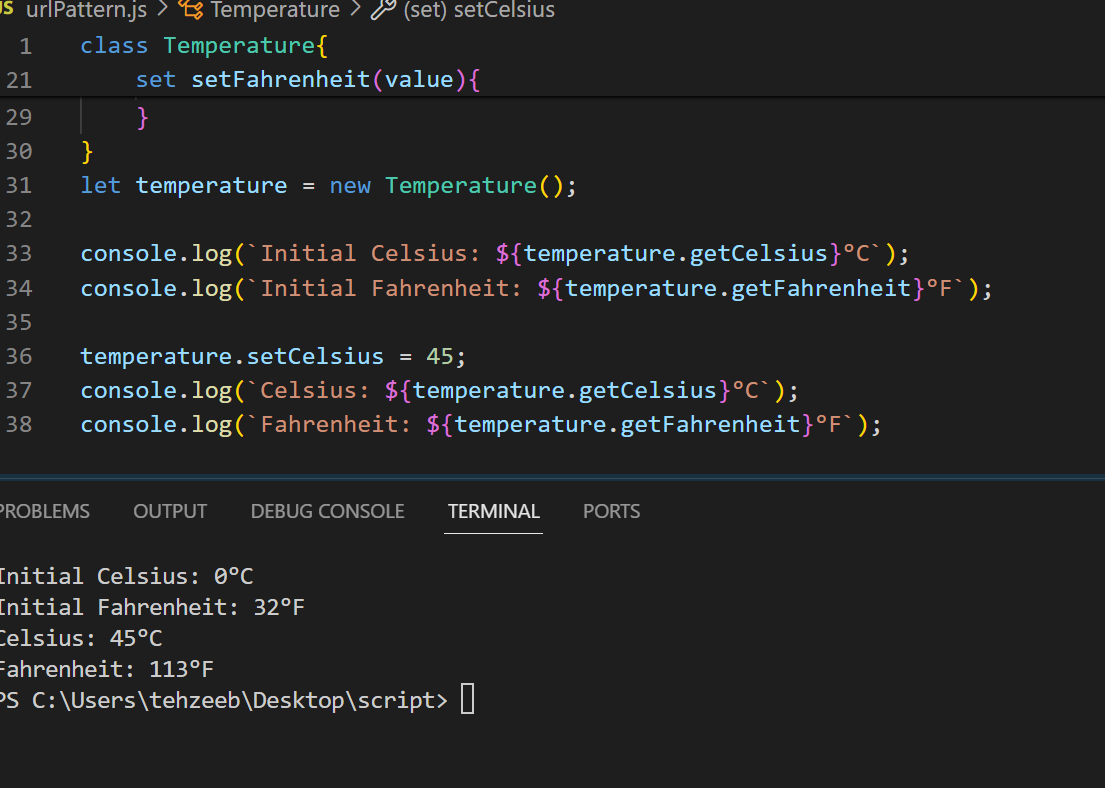 JS urlPattern.js > Temperature > (set) setCelsius
1 class Temperature{
21 set setFahrenheit(value){
29 }
30 }
31 let temperature = new Temperature();
32
33 console.log(`Initial Celsius: ${temperature.getCelsius}°C`);
34 console.log(`Initial Fahrenheit: ${temperature.getFahrenheit}°F`);
35
36 temperature.setCelsius = 45;
37 console.log(`Celsius: ${temperature.getCelsius}°C`);
38 console.log(`Fahrenheit: ${temperature.getFahrenheit}°F`);
PROBLEMS OUTPUT DEBUG CONSOLE TERMINAL PORTS
Initial Celsius: 0°C
Initial Fahrenheit: 32°F
Celsius: 45°C
Fahrenheit: 113°F
PS C:\Users\tehzeeb\Desktop\script>